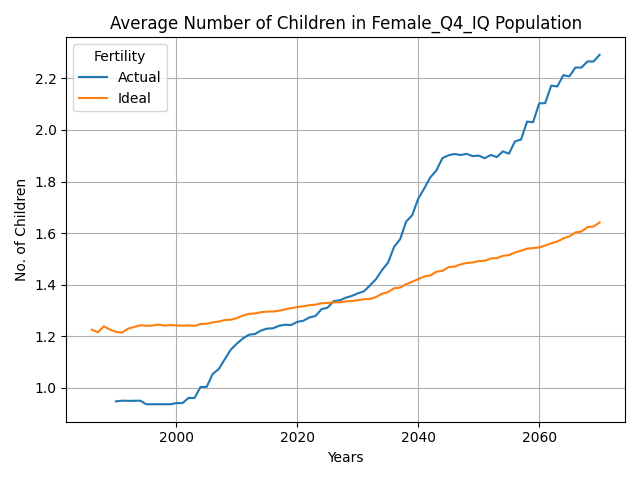 Average Number of Children in Female_Q4_IQ Population
Fertility
Actual
Ideal
2.2
2.0
1.8
1.6
1.4
1.2
1.0
No. of Children
2000
2020
2040
2060
Years